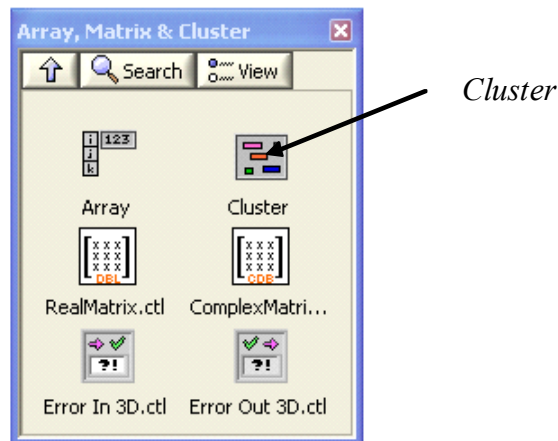 Array, Matrix & Cluster
Search View
Cluster
i 123
j
k
Array Cluster
x x x x x x
x x x x x x
x x x x x x
DBL CDB
RealMatrix.ctl ComplexMatri...
?! ?!
Error In 3D.ctl Error Out 3D.ctl